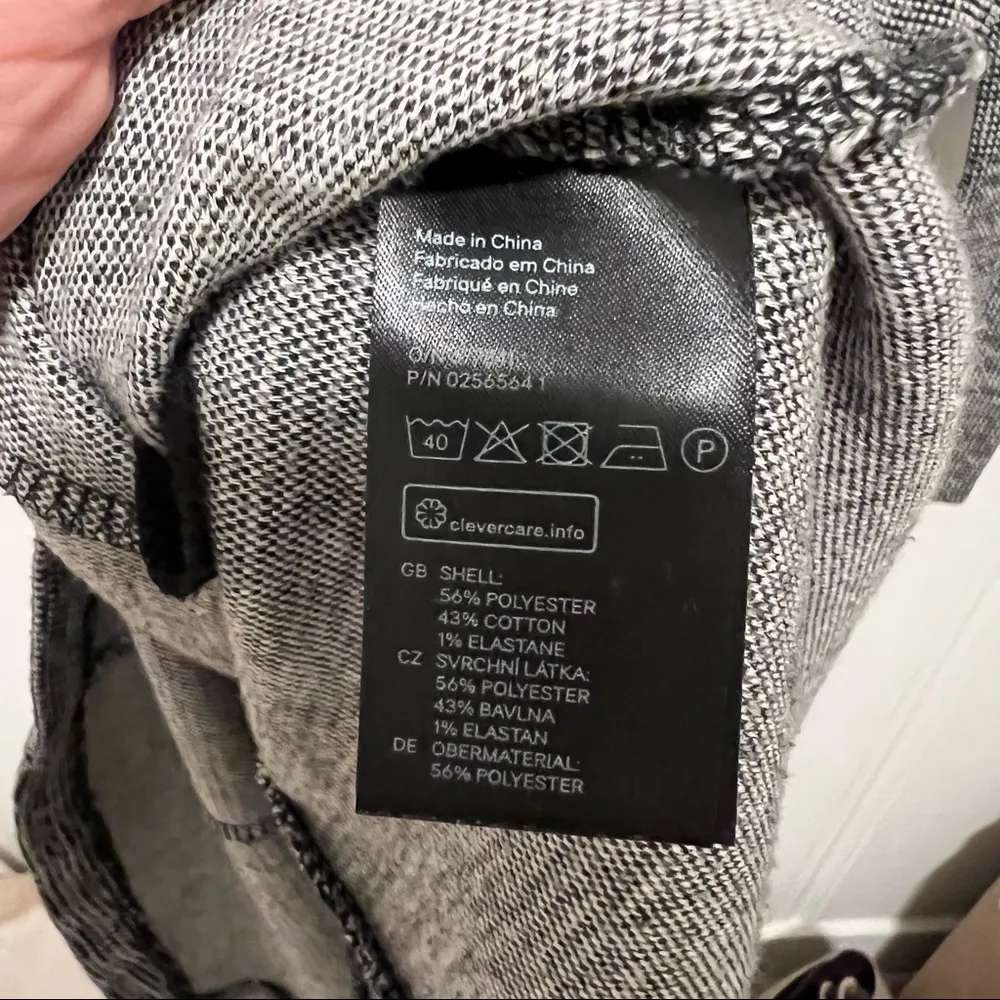 Made in China
Fabricado em China
Fabriqué en Chine
Hecho en China
P/N 0256564 1
40
P
clevercare.info
GB SHELL:
56% POLYESTER
43% COTTON
1% ELASTANE
CZ SVRCHNÍ LÁTKA:
56% POLYESTER
43% BAVLNA
1% ELASTAN
DE OBERMATERIAL:
56% POLYESTER